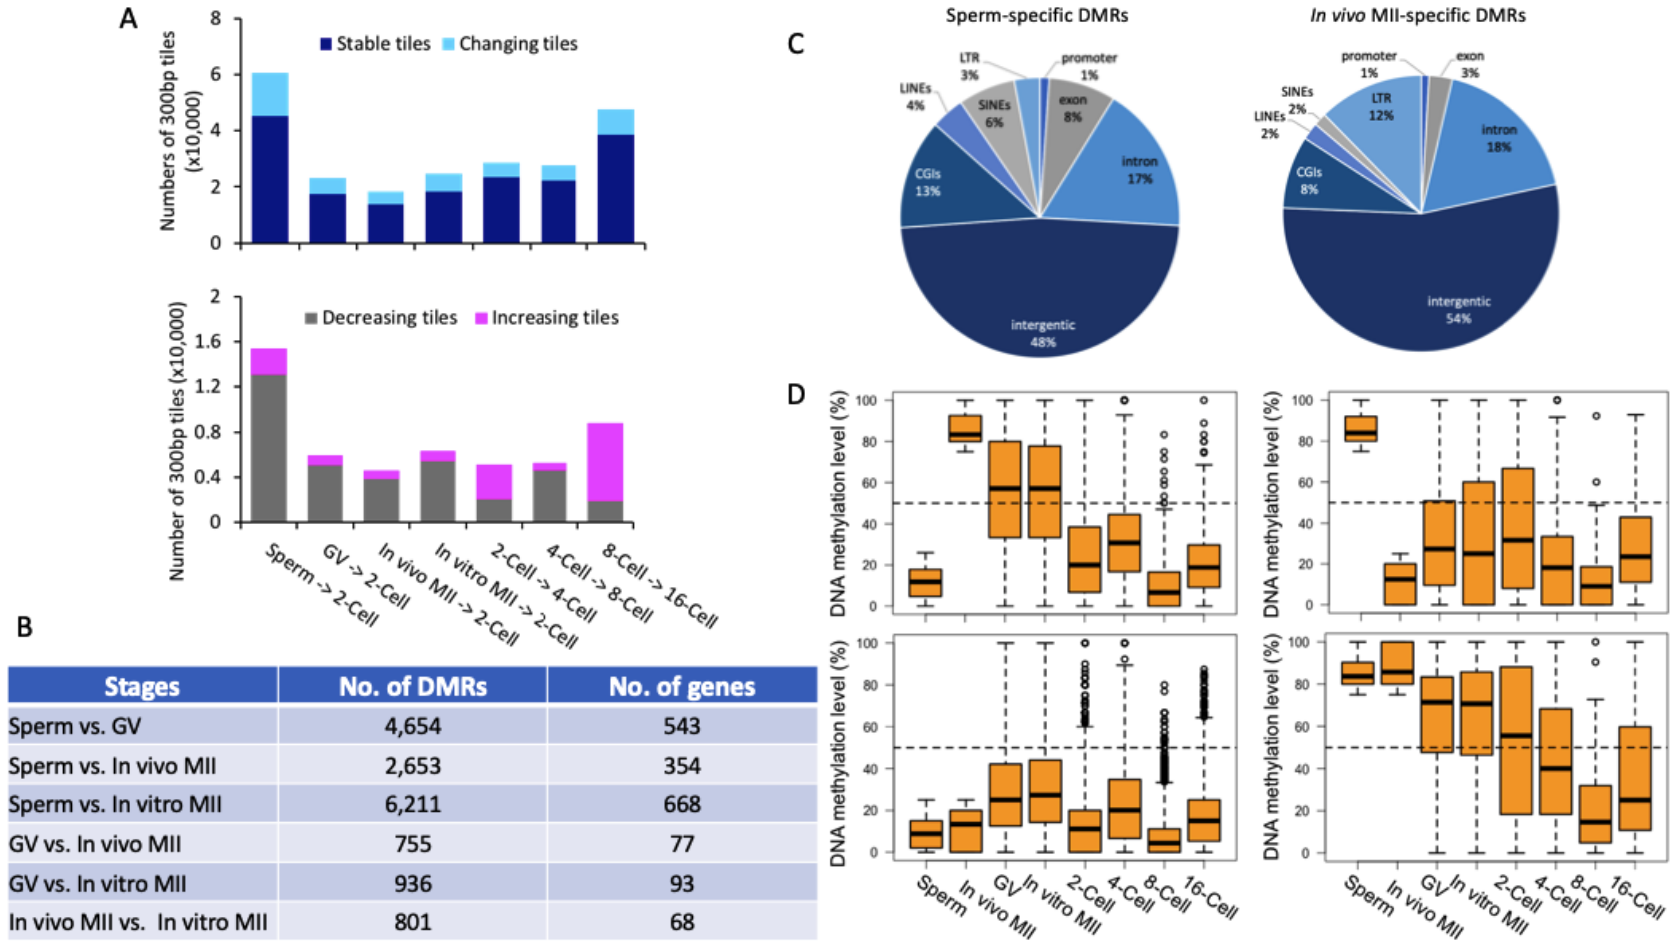 A
Numbers of 300bp tiles
(x10,000)
8
6
4
2
0
Stable tiles
Changing tiles
Number of 300bp tiles (x10,000)
2
1.6
1.2
0.8
0.4
0
Decreasing tiles
Increasing tiles
Sperm -> 2-Cell
GV -> 2-Cell
In vivo MII -> 2-Cell
In vitro MII -> 2-Cell
2-Cell -> 4-Cell
4-Cell -> 8-Cell
8-Cell -> 16-Cell
B
Stages No. of DMRs No. of genes
Sperm vs. GV 4,654 543
Sperm vs. In vivo MII 2,653 354
Sperm vs. In vitro MII 6,211 668
GV vs. In vivo MII 755 77
GV vs. In vitro MII 936 93
In vivo MII vs. In vitro MII 801 68
C
Sperm-specific DMRs
promoter
1%
exon
8%
intron
17%
intergentic
48%
CGIs
13%
LINEs
4%
SINEs
6%
LTR
3%
In vivo MII-specific DMRs
promoter
1%
exon
3%
intron
18%
intergentic
54%
CGIs
8%
LINEs
2%
SINEs
2%
LTR
12%
D
DNA methylation level (%)
100
80
60
40
20
0
DNA methylation level (%)
100
80
60
40
20
0
DNA methylation level (%)
100
80
60
40
20
0
Sperm
In vivo MII
GV
In vitro MII
2-Cell
4-Cell
8-Cell
16-Cell
DNA methylation level (%)
100
80
60
40
20
0
Sperm
In vivo MII
GV
In vitro MII
2-Cell
4-Cell
8-Cell
16-Cell